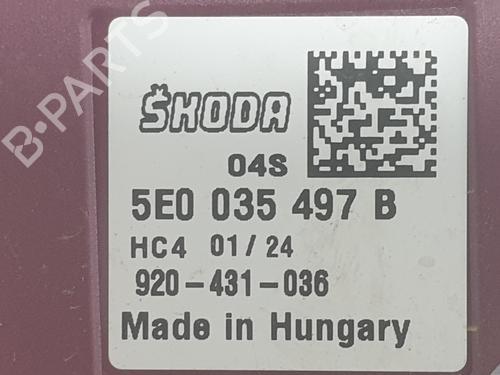 B-PARTS
ŠKODA
04S
5E0 035 497 B
HC4 01/24
920-431-036
Made in Hungary